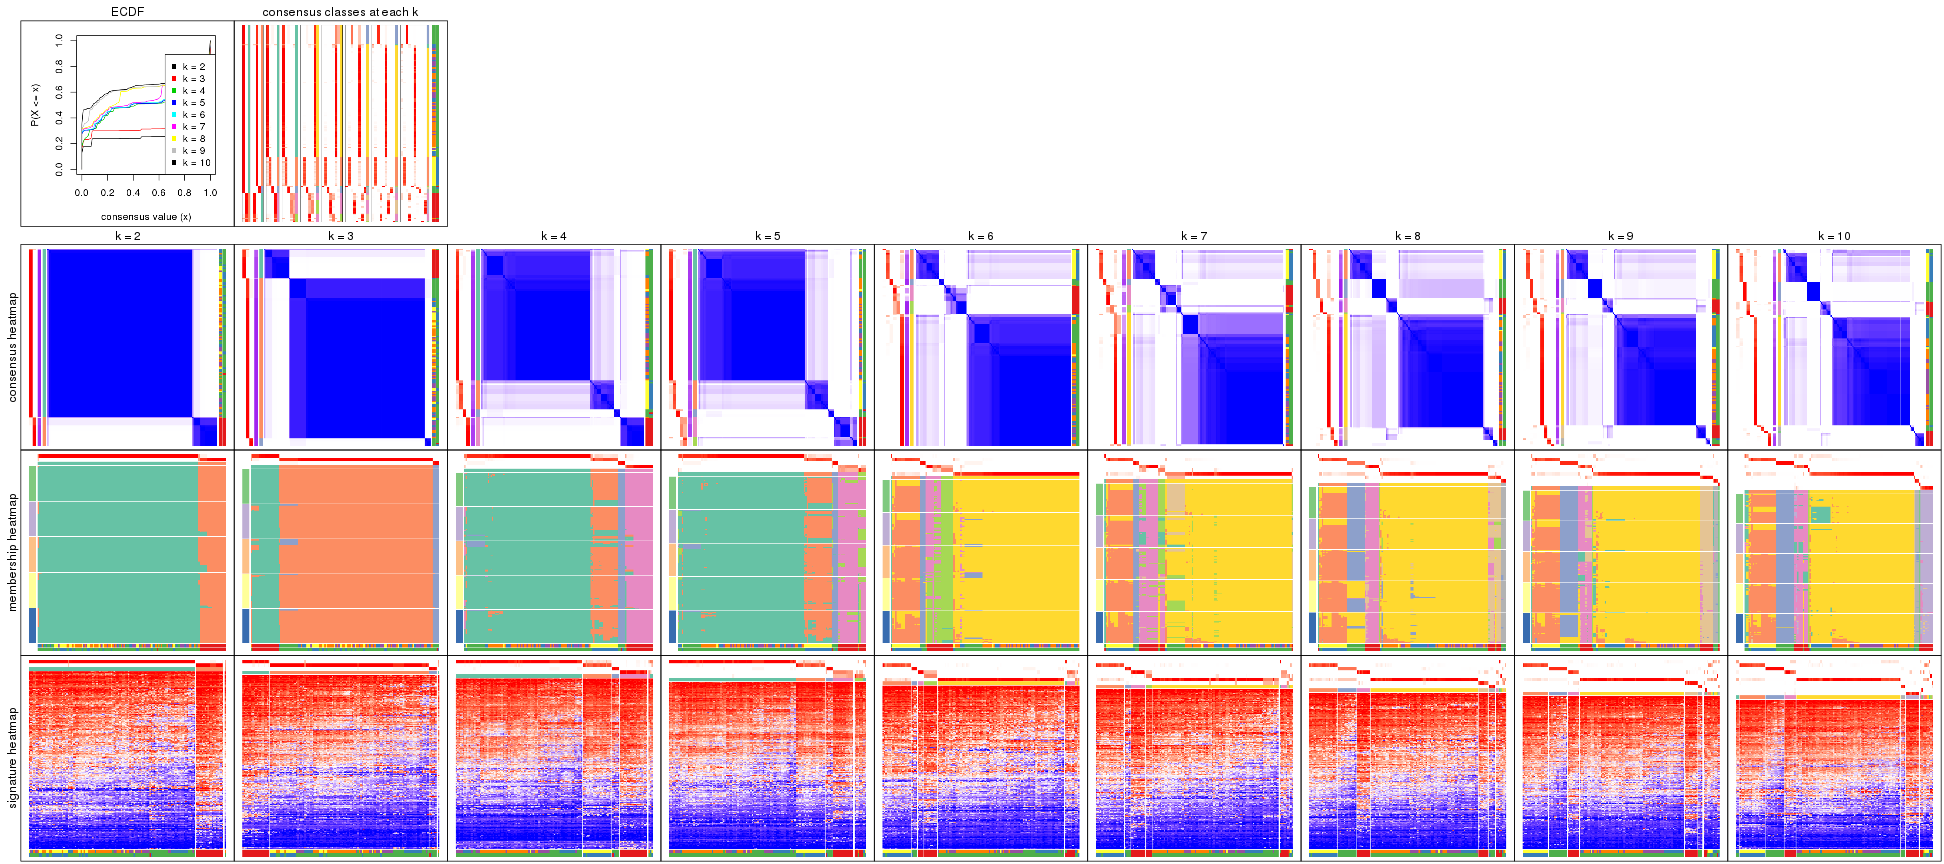 ECDF
consensus classes at each k
P(X <= x)
0.0 0.2 0.4 0.6 0.8 1.0
k = 2
k = 3
k = 4
k = 5
k = 6
k = 7
k = 8
k = 9
k = 10
0.0 0.2 0.4 0.6 0.8 1.0
consensus value (x)
k = 2 k = 3 k = 4 k = 5 k = 6 k = 7 k = 8 k = 9 k = 10
consensus heatmap
membership heatmap
signature heatmap